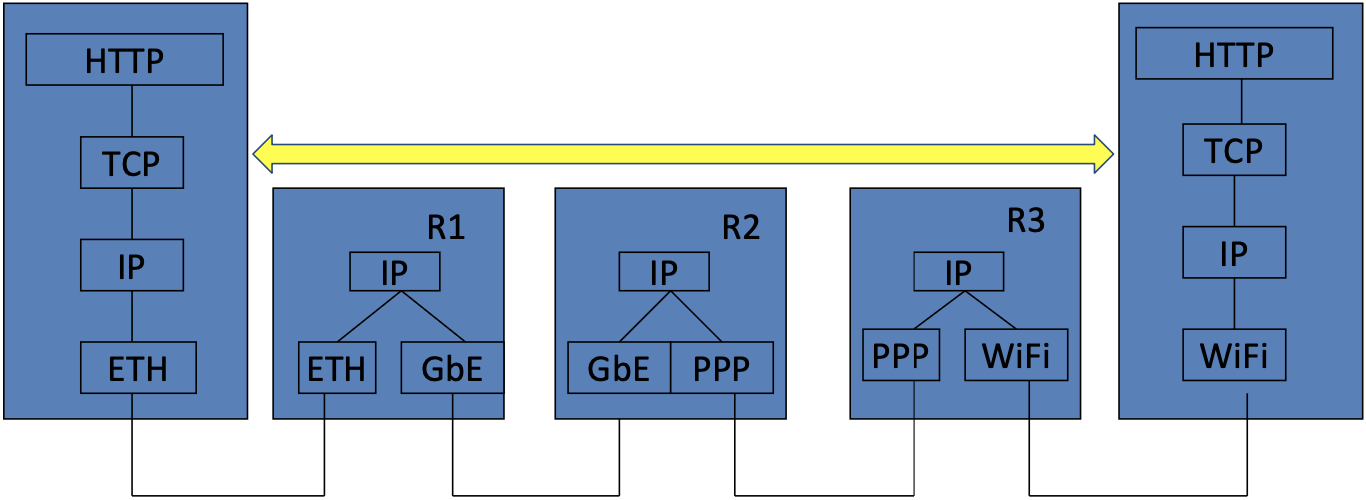 HTTP
TCP
IP
ETH
R1
IP
ETH
GbE
R2
IP
GbE
PPP
R3
IP
PPP
WiFi
HTTP
TCP
IP
WiFi